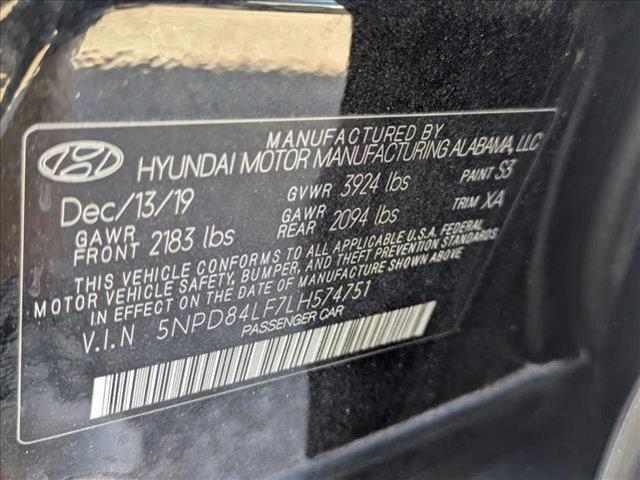 MANUFACTURED BY
HYUNDAI MOTOR MANUFACTURING ALABAMA, LLC
Dec/13/19 GVWR 3924 lbs PAINT S3
GAWR FRONT 2183 lbs GAWR REAR 2094 lbs TRIM XA
THIS VEHICLE CONFORMS TO ALL APPLICABLE U.S.A. FEDERAL
MOTOR VEHICLE SAFETY, BUMPER, AND THEFT PREVENTION STANDARDS
IN EFFECT ON THE DATE OF MANUFACTURE SHOWN ABOVE.
V.I.N 5NPD84LF7LH574751
PASSENGER CAR